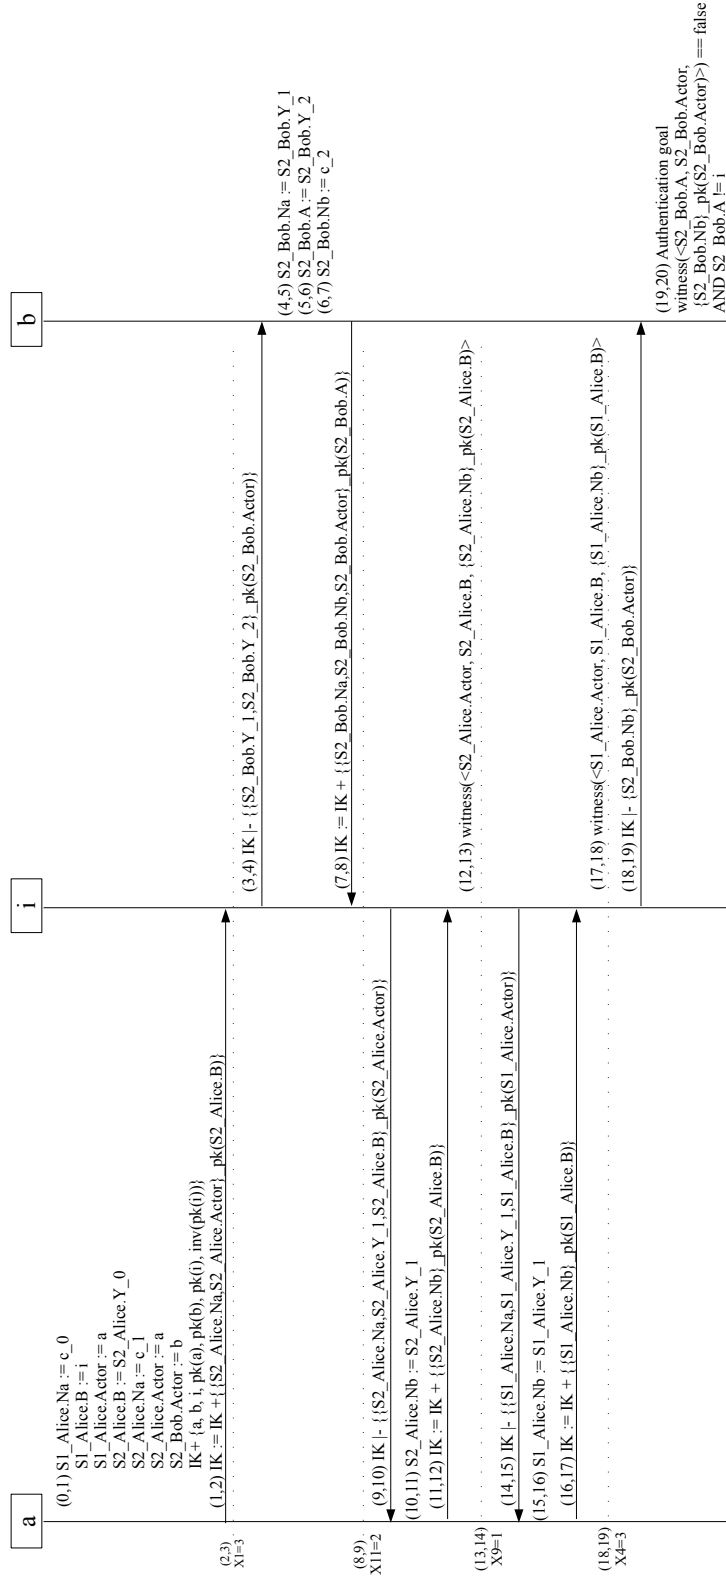 a
i
b
(0,1) S1_Alice.Na := c_0
S1_Alice.B := i
S1_Alice.Actor := a
S2_Alice.B := S2_Alice.Y_0
S2_Alice.Na := c_1
S2_Alice.Actor := a
S2_Bob.Actor := b
IK+ {a, b, i, pk(a), pk(b), pk(i), inv(pk(i))}
(1,2) IK := IK +{{S2_Alice.Na,S2_Alice.Actor}_pk(S2_Alice.B)}
(2,3)
X1=3
(3,4) IK |- {{S2_Bob.Y_1,S2_Bob.Y_2}_pk(S2_Bob.Actor)}
(4,5) S2_Bob.Na := S2_Bob.Y_1
(5,6) S2_Bob.A := S2_Bob.Y_2
(6,7) S2_Bob.Nb := c_2
(7,8) IK := IK + {{S2_Bob.Na,S2_Bob.Nb,S2_Bob.Actor}_pk(S2_Bob.A)}
(8,9)
X11=2
(9,10) IK |- {{S2_Alice.Na,S2_Alice.Y_1,S2_Alice.B}_pk(S2_Alice.Actor)}
(10,11) S2_Alice.Nb := S2_Alice.Y_1
(11,12) IK := IK + {{S2_Alice.Nb}_pk(S2_Alice.B)}
(12,13) witness(<S2_Alice.Actor, S2_Alice.B, {S2_Alice.Nb}_pk(S2_Alice.B)>
(13,14)
X9=1
(14,15) IK |- {{S1_Alice.Na,S1_Alice.Y_1,S1_Alice.B}_pk(S1_Alice.Actor)}
(15,16) S1_Alice.Nb := S1_Alice.Y_1
(16,17) IK := IK + {{S1_Alice.Nb}_pk(S1_Alice.B)}
(17,18) witness(<S1_Alice.Actor, S1_Alice.B, {S1_Alice.Nb}_pk(S1_Alice.B)>
(18,19)
X4=3
(18,19) IK |- {S2_Bob.Nb}_pk(S2_Bob.Actor)}
(19,20) Authentication goal
witness(<S2_Bob.A, S2_Bob.Actor,
{S2_Bob.Nb}_pk(S2_Bob.Actor)>) == false
AND S2_Bob.A != i